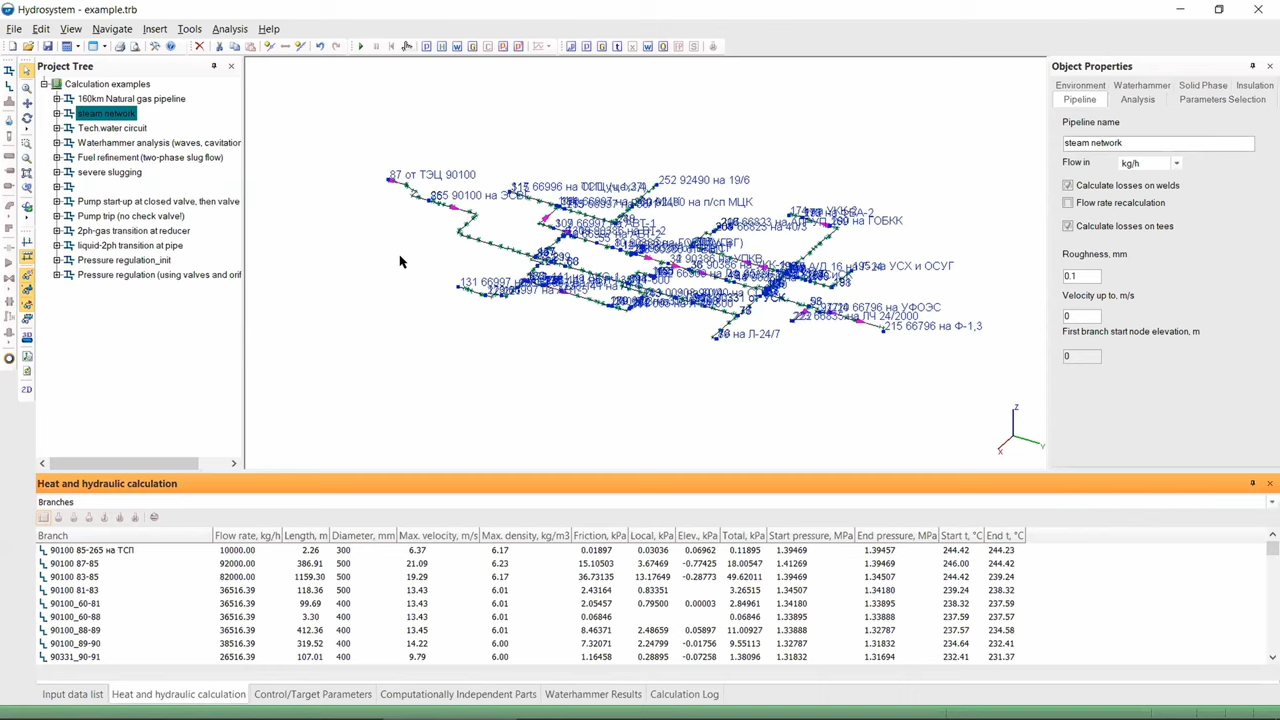 Hydrosystem - example.trb
File Edit View Navigate Insert Tools Analysis Help
Project Tree
Calculation examples
160km Natural gas pipeline
steam network
Tech.water circuit
Waterhammer analysis (waves, cavitation
Fuel refinement (two-phase slug flow)
severe slugging
Pump start-up at closed valve, then valve
Pump trip (no check valve!)
2ph-gas transition at reducer
liquid-2ph transition at pipe
Pressure regulation_init
Pressure regulation (using valves and orif
2D
87 от ТЭЦ 90100
265 90100 на ЭСВГ
252 92490 на 19/6
на п/сп МЦК
на ГОБКК
на УСХ и ОСУГ
66796 на УФОЭС
на ЛЧ 24/2000
215 66796 на Ф-1,3
на Л-24/7
131 66997
Z
Y
X
Object Properties
Environment Waterhammer Solid Phase Insulation
Pipeline Analysis Parameters Selection
Pipeline name
steam network
Flow in kg/h
Calculate losses on welds
Flow rate recalculation
Calculate losses on tees
Roughness, mm
0.1
Velocity up to, m/s
0
First branch start node elevation, m
0
Heat and hydraulic calculation
Branches
Branch Flow rate, kg/h Length, m Diameter, mm Max. velocity, m/s Max. density, kg/m3 Friction, kPa Local, kPa Elev., kPa Total, kPa Start pressure, MPa End pressure, MPa Start t, °C End t, °C
90100 85-265 на ТСП 10000.00 2.26 300 6.37 6.17 0.01897 0.03036 0.06962 0.11895 1.39469 1.39457 244.42 244.23
90100 87-85 92000.00 386.91 500 21.09 6.23 15.10503 3.67469 -0.77425 18.00547 1.41269 1.39469 246.00 244.42
90100 83-85 82000.00 1159.30 500 19.29 6.17 36.73135 13.17649 -0.28773 49.62011 1.39469 1.34507 244.42 239.24
90100 81-83 36516.39 118.36 500 13.43 6.01 2.43164 0.83351 3.26515 1.34507 1.34180 239.24 238.32
90100_60-81 36516.39 99.69 400 13.43 6.01 2.05457 0.79500 0.00003 2.84961 1.34180 1.33895 238.32 237.59
90100_60-88 36516.39 3.30 400 13.43 6.01 0.06846 0.06846 1.33895 1.33888 237.59 237.57
90100_88-89 36516.39 412.36 400 13.45 6.01 8.46371 2.48659 0.05897 11.00927 1.33888 1.32787 237.57 234.58
90100_89-90 38516.39 319.52 400 14.22 6.00 7.32071 2.24799 -0.01756 9.55113 1.32787 1.31832 234.64 232.41
90331_90-91 26516.39 107.01 400 9.79 6.00 1.16458 0.28895 -0.07258 1.38096 1.31832 1.31694 232.41 231.37
Input data list Heat and hydraulic calculation Control/Target Parameters Computationally Independent Parts Waterhammer Results Calculation Log